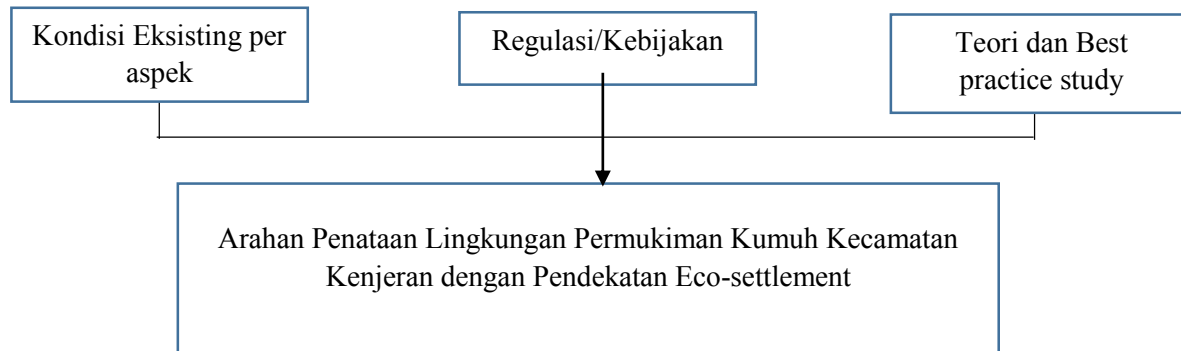 Kondisi Eksisting per
aspek
Regulasi/Kebijakan
Teori dan Best
practice study
Arahan Penataan Lingkungan Permukiman Kumuh Kecamatan
Kenjeran dengan Pendekatan Eco-settlement